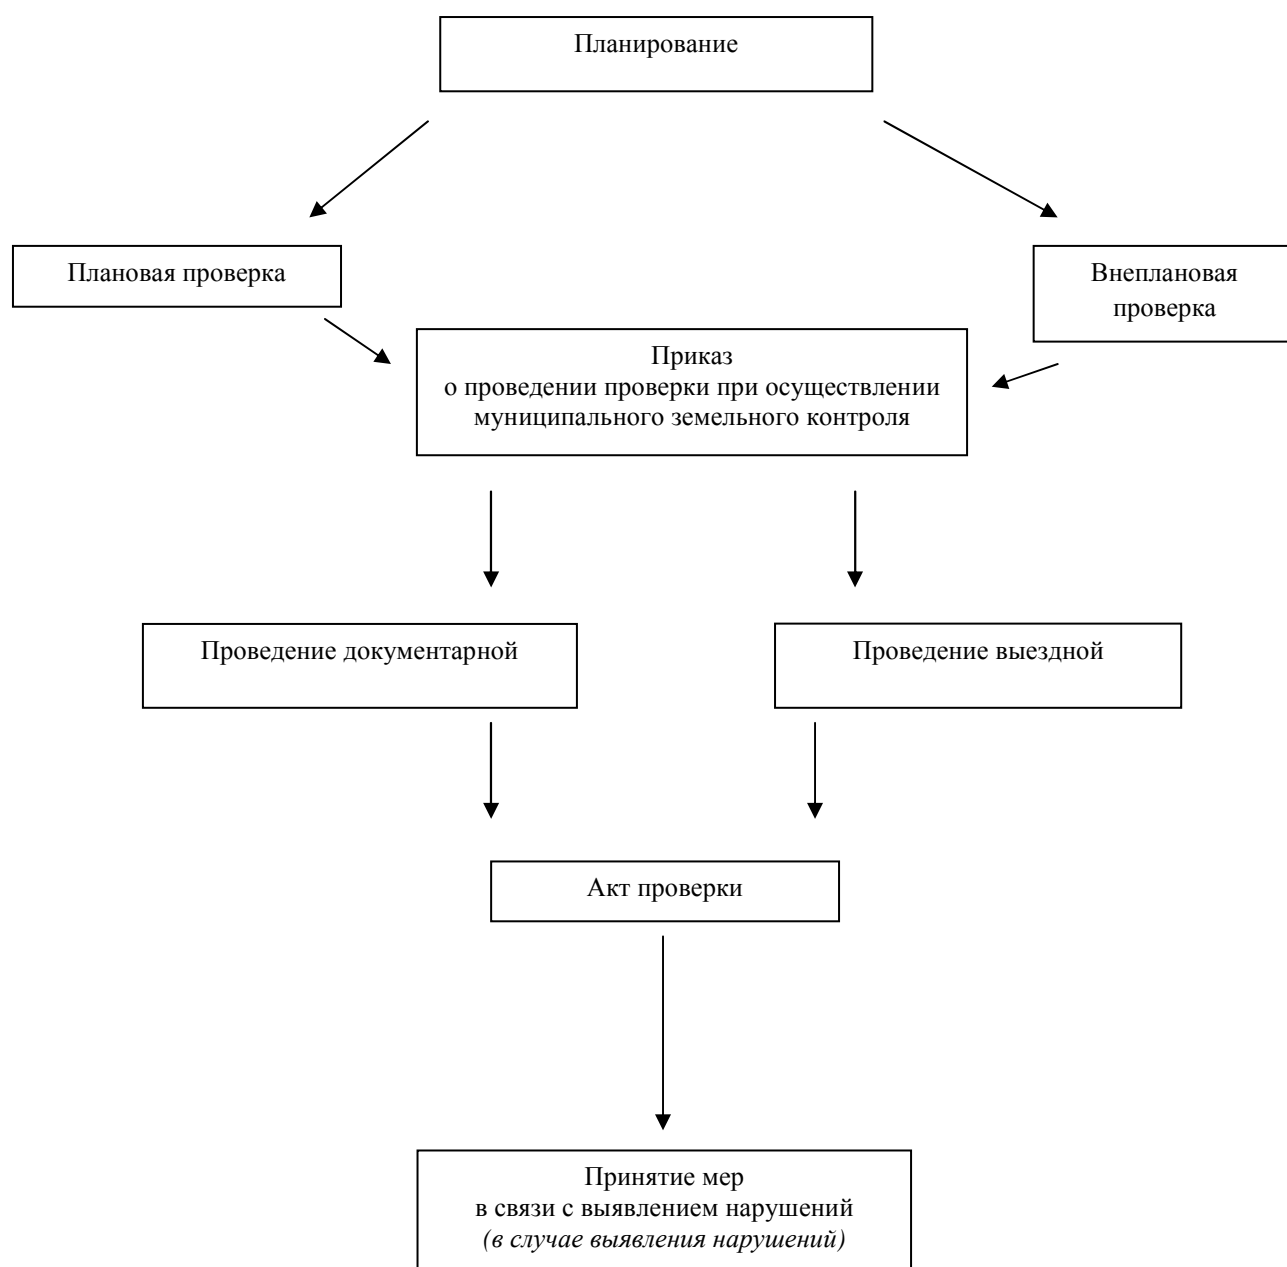 Планирование
Плановая проверка
Внеплановая
проверка
Приказ
о проведении проверки при осуществлении
муниципального земельного контроля
Проведение документарной
Проведение выездной
Акт проверки
Принятие мер
в связи с выявлением нарушений
(в случае выявления нарушений)